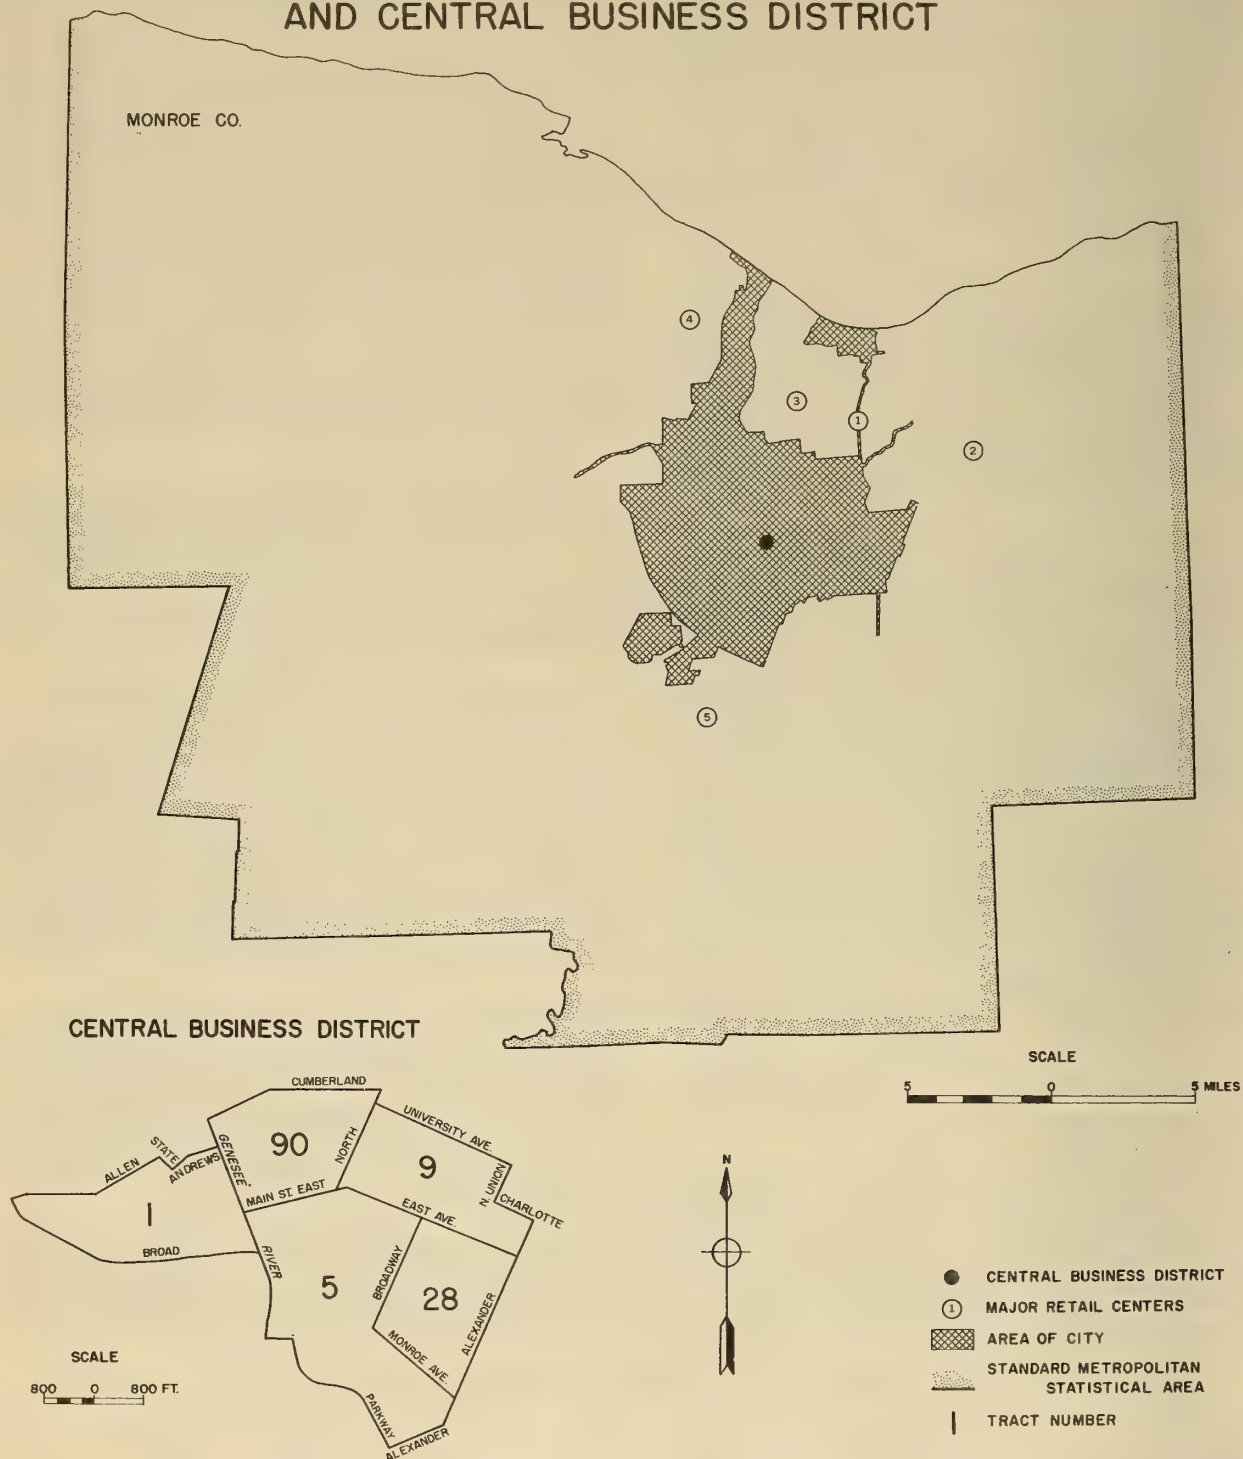 AND CENTRAL BUSINESS DISTRICT
MONROE CO.
4
3
1
2
5
CENTRAL BUSINESS DISTRICT
CUMBERLAND
UNIVERSITY AVE.
STATE
ALLEN
ANDREWS
GENESEE
90
NORTH
9
N. UNION
CHARLOTTE
MAIN ST. EAST
EAST AVE.
1
BROAD
RIVER
5
BROADWAY
28
ALEXANDER
MONROE AVE.
PARKWAY
ALEXANDER
SCALE
800 0 800 FT.
N
SCALE
5 0 5 MILES
CENTRAL BUSINESS DISTRICT
1 MAJOR RETAIL CENTERS
AREA OF CITY
STANDARD METROPOLITAN
STATISTICAL AREA
1 TRACT NUMBER